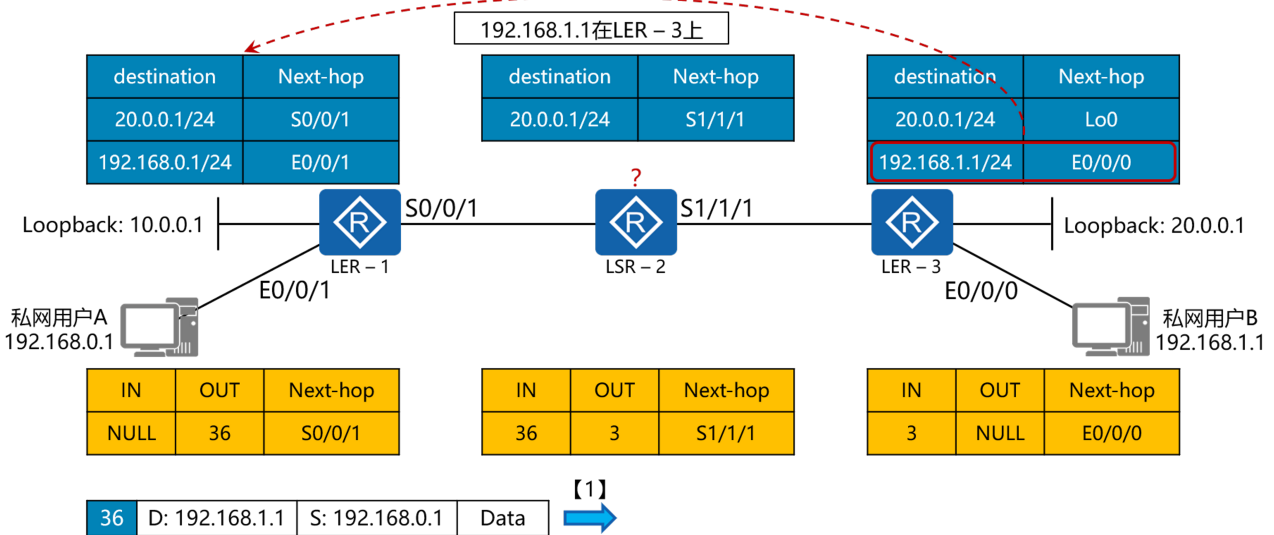 192.168.1.1在LER – 3上
destination Next-hop
20.0.0.1/24 S0/0/1
192.168.0.1/24 E0/0/1
destination Next-hop
20.0.0.1/24 S1/1/1
destination Next-hop
20.0.0.1/24 Lo0
192.168.1.1/24 E0/0/0
?
Loopback: 10.0.0.1
R
S0/0/1
R
S1/1/1
R
Loopback: 20.0.0.1
LER – 1
LSR – 2
LER – 3
E0/0/1
E0/0/0
私网用户A
192.168.0.1
私网用户B
192.168.1.1
IN OUT Next-hop
NULL 36 S0/0/1
IN OUT Next-hop
36 3 S1/1/1
IN OUT Next-hop
3 NULL E0/0/0
【1】
36 D: 192.168.1.1 S: 192.168.0.1 Data